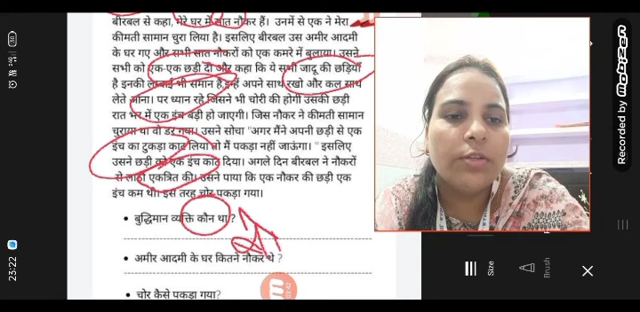 बीरबल से कहा, मेरे घर में सात नौकर हैं। उनमें से एक ने मेरा
कीमती सामान चुरा लिया है। इसलिए बीरबल उस अमीर आदमी
के घर गए और सभी सात नौकरों को एक कमरे में बुलाया। उसने
सभी को एक-एक छड़ी दी और कहा कि ये सभी जादू की छड़ियाँ
है इनकी लंबाई भी समान हैं इन्हें अपने साथ रखो और कल साथ
लेते आना। पर ध्यान रहे जिसने भी चोरी की होगी उसकी छड़ी
रात भर में एक इंच बड़ी हो जाएगी। जिस नौकर ने कीमती सामान
चुराया था वो डर गया। उसने सोचा "अगर मैंने अपनी छड़ी से एक
इंच का टुकड़ा काट लिया तो मैं पकड़ा नहीं जाऊंगा। " इसलिए
उसने छड़ी को एक इंच काट दिया। अगले दिन बीरबल ने नौकरों
से लाठी एकत्रित की। उसने पाया कि एक नौकर की छड़ी एक
इंच कम थी। इस तरह चोर पकड़ा गया।
• बुद्धिमान व्यक्ति कौन था ?
• अमीर आदमी के घर कितने नौकर थे ?
• चोर कैसे पकड़ा गया?
23:22
Size
Brush
Recorded by Mobizen